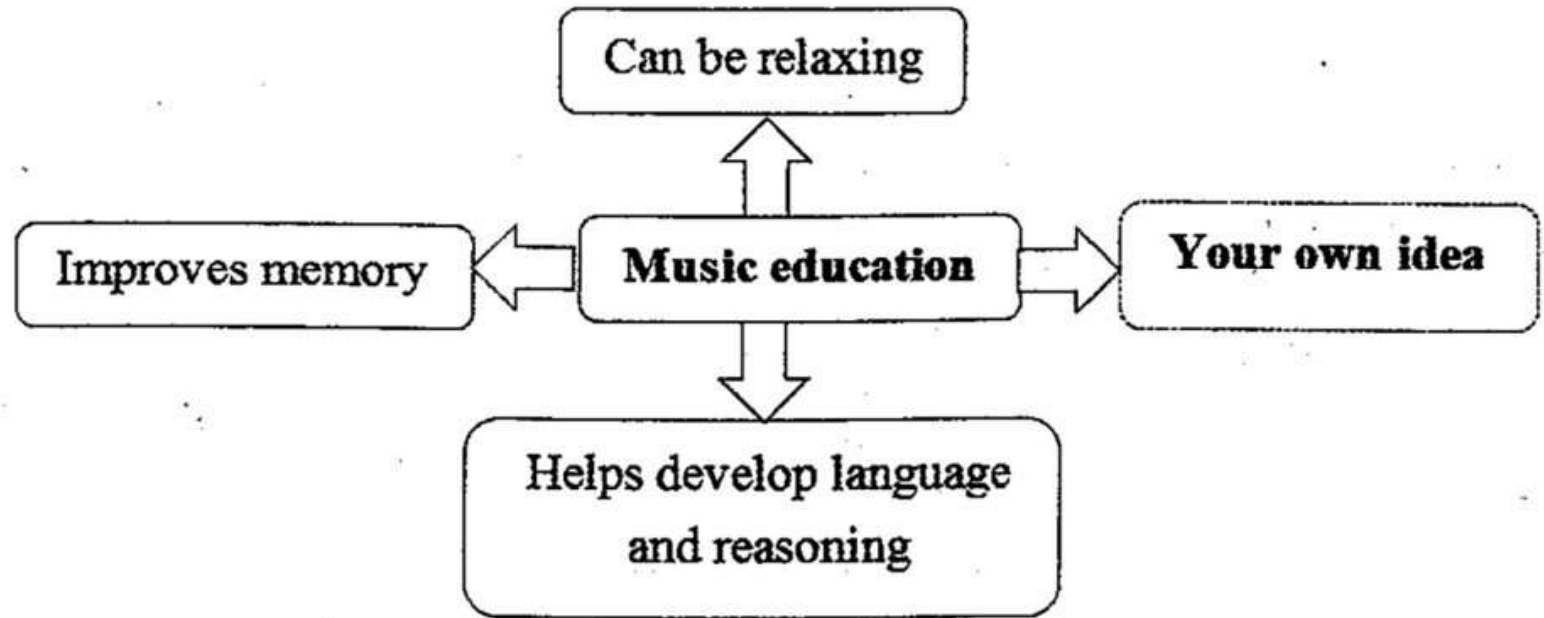 Can be relaxing
Improves memory
Music education
Your own idea
Helps develop language
and reasoning